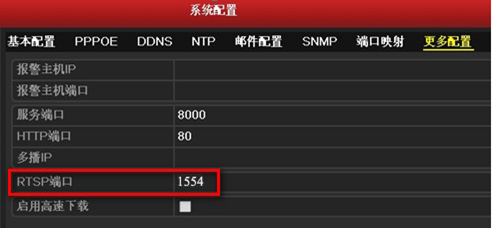 系统配置
基本配置 PPPOE DDNS NTP 邮件配置 SNMP 端口映射 更多配置
报警主机IP
报警主机端口
服务端口 8000
HTTP端口 80
多播IP
RTSP端口 1554
启用高速下载